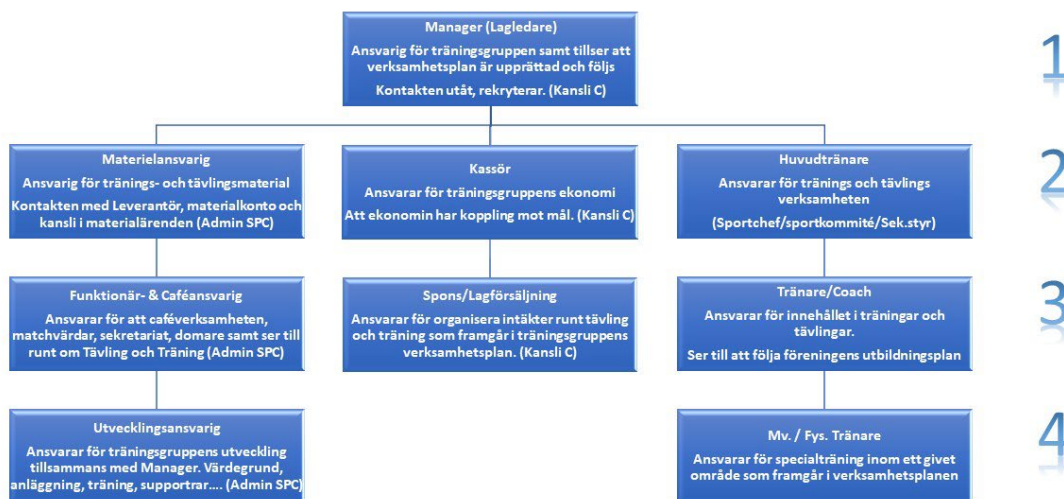 Manager (Lagledare)
Ansvarig för träningsgruppen samt tillser att
verksamhetsplan är upprättad och följs
Kontakten utåt, rekryterar. (Kansli C)
1
Materielansvarig
Ansvarig för tränings- och tävlingsmaterial
Kontakten med Leverantör, materialkonto och
kansli i materialärenden (Admin SPC)
Kassör
Ansvarar för träningsgruppens ekonomi
Att ekonomin har koppling mot mål. (Kansli C)
Huvudtränare
Ansvarar för tränings och tävlings
verksamheten
(Sportchef/sportkommité/Sek.styr)
2
Funktionär- & Caféansvarig
Ansvarar för att caféverksamheten,
matchvärdar, sekretariat, domare samt ser till
runt om Tävling och Träning (Admin SPC)
Spons/Lagförsäljning
Ansvarar för organisera intäkter runt tävling
och träning som framgår i träningsgruppens
verksamhetsplan. (Kansli C)
Tränare/Coach
Ansvarar för innehållet i träningar och
tävlingar.
Ser till att följa föreningens utbildningsplan
3
Utvecklingsansvarig
Ansvarar för träningsgruppens utveckling
tillsammans med Manager. Värdegrund,
anläggning, träning, supportrar.... (Admin SPC)
Mv. / Fys. Tränare
Ansvarar för specialträning inom ett givet
område som framgår i verksamhetsplanen
4